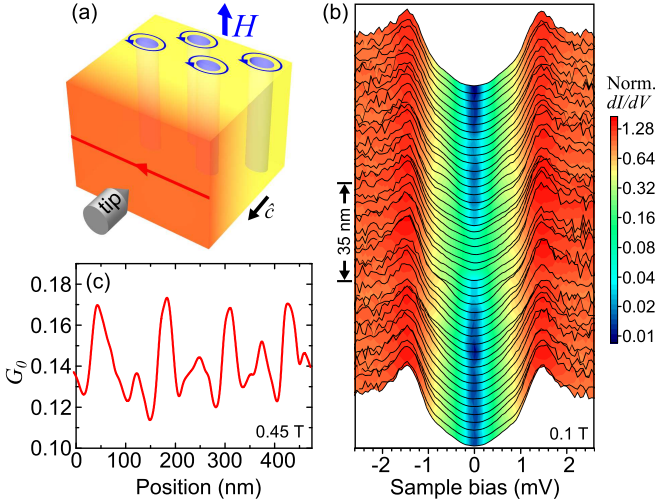 (a)
H
tip
ĉ
(b)
35 nm
0.1 T
-2 -1 0 1 2
Sample bias (mV)
Norm.
dI/dV
1.28
0.64
0.32
0.16
0.08
0.04
0.02
0.01
(c)
0.18
0.16
0.14
0.12
0.10
G₀
0.45 T
0 100 200 300 400
Position (nm)